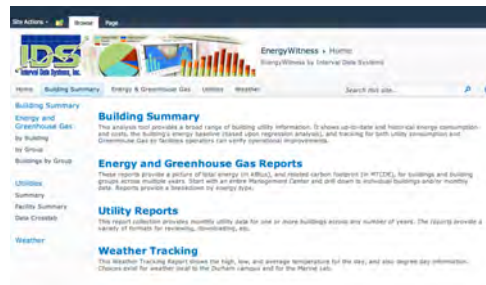 Site Actions
Browse
Page
IDS
Interval Data Systems, Inc.
EnergyWitness ▸ Home
EnergyWitness by Interval Data Systems
Home
Building Summary
Energy & Greenhouse Gas
Utilities
Weather
Search this site...
Building Summary
Energy and
Greenhouse Gas
by Building
by Group
Buildings by Group
Utilities
Summary
Facility Summary
Data Crosstab
Weather
Building Summary
This analysis tool provides a broad range of building utility information. It shows up-to-date and historical energy consumption
and costs, the building's energy baseline (based upon regression analysis), and tracking for both utility consumption and
Greenhouse Gas so facilities operators can verify operational improvements.
Energy and Greenhouse Gas Reports
These reports provide a picture of total energy (in kBtus), and related carbon footprint (in MTCDE), for buildings and building
groups across multiple years. Start with an entire Management Center and drill down to individual buildings and/or monthly
data. Reports provide a breakdown by energy type.
Utility Reports
This report collection provides monthly utility data for one or more buildings across any number of years. The reports provide a
variety of formats for reviewing, downloading, etc.
Weather Tracking
This Weather Tracking Report shows the high, low, and average temperature for the day, and also degree day information.
Choices exist for weather local to the Durham campus and for the Marine Lab.